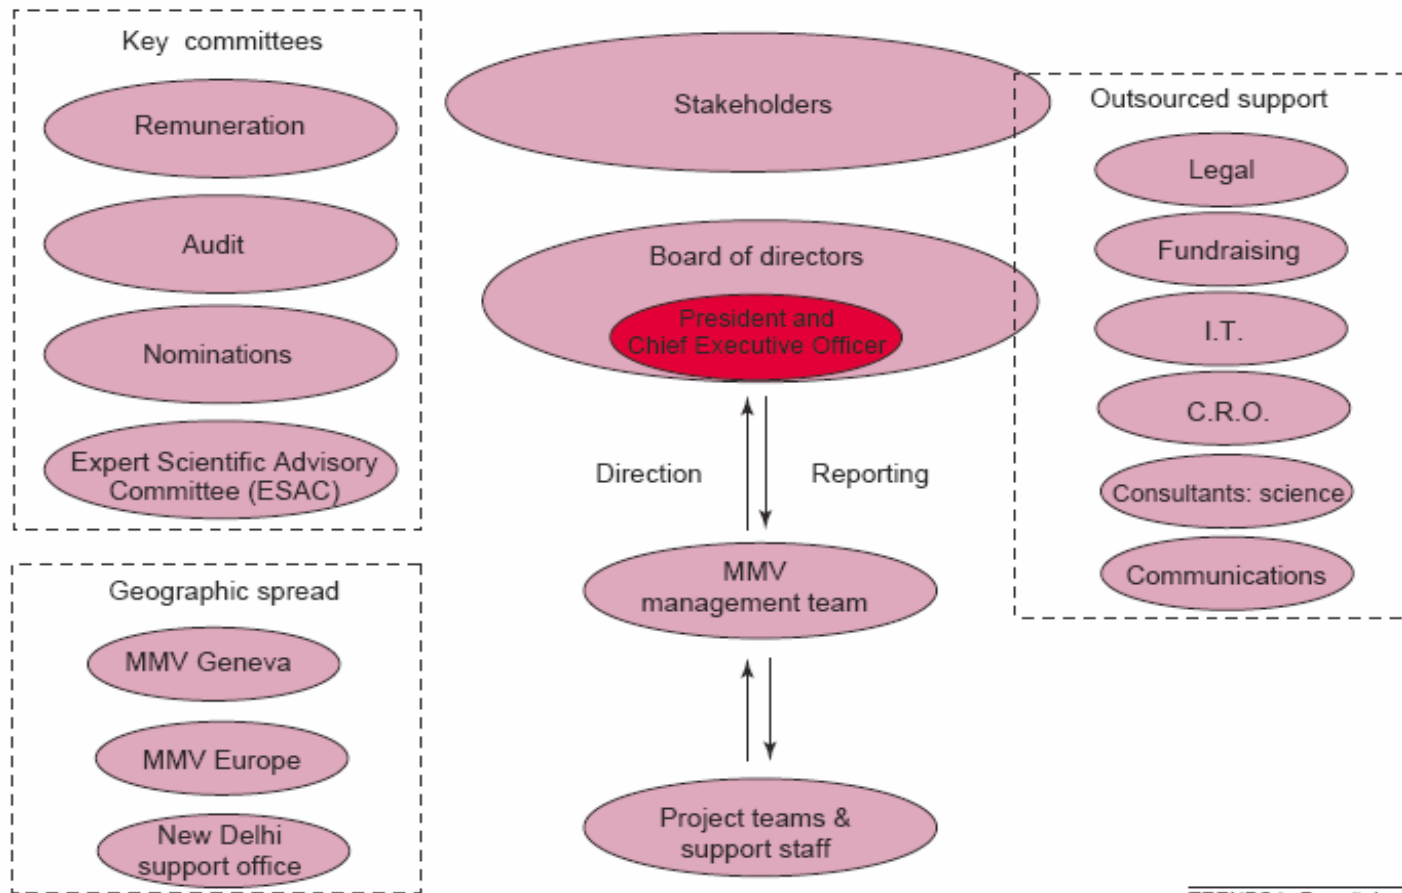 Key committees
Remuneration
Audit
Nominations
Expert Scientific Advisory
Committee (ESAC)
Geographic spread
MMV Geneva
MMV Europe
New Delhi
support office
Stakeholders
Board of directors
President and
Chief Executive Officer
Direction
Reporting
MMV
management team
Project teams &
support staff
Outsourced support
Legal
Fundraising
I.T.
C.R.O.
Consultants: science
Communications